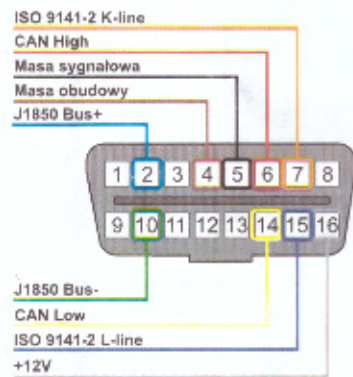 ISO 9141-2 K-line
CAN High
Masa sygnałowa
Masa obudowy
J1850 Bus+
1 2 3 4 5 6 7 8
9 10 11 12 13 14 15 16
J1850 Bus-
CAN Low
ISO 9141-2 L-line
+12V